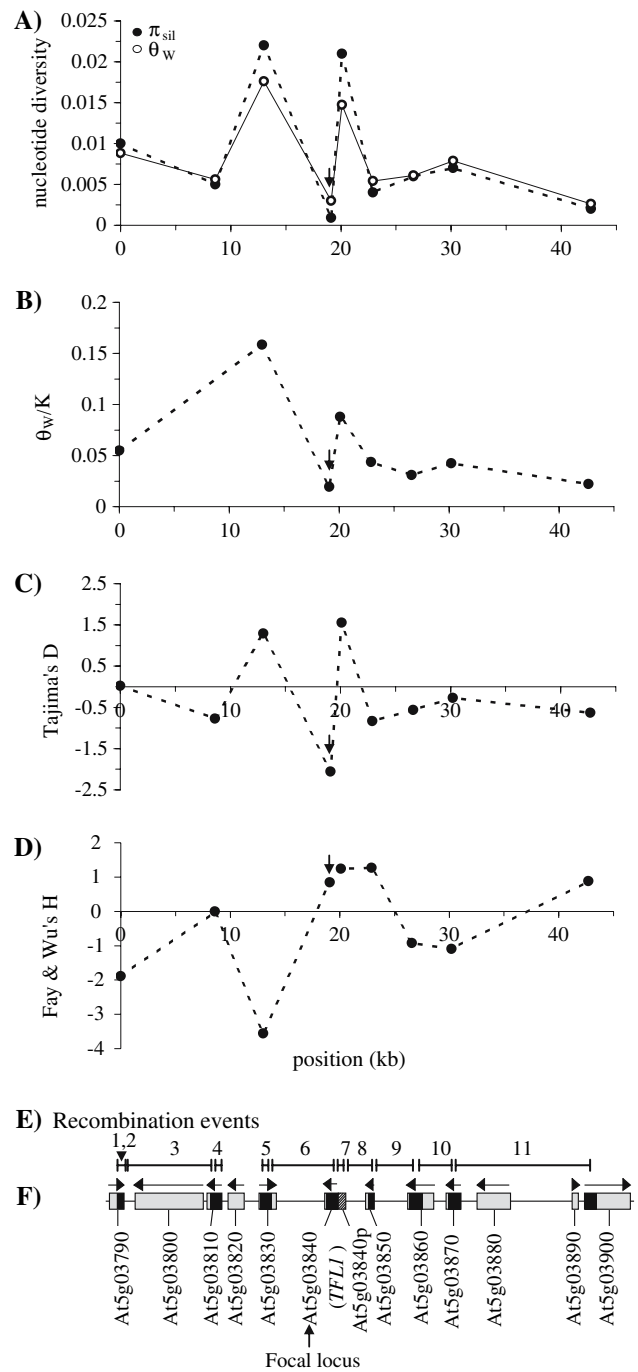 A)
π sil
θ W
nucleotide diversity
0.025
0.02
0.015
0.01
0.005
0
0 10 20 30 40
B)
θW/K
0.2
0.15
0.1
0.05
0
0 10 20 30 40
C)
Tajima's D
2.5
1.5
0.5
-0.5
-1.5
-2.5
0 10 20 30 40
D)
Fay & Wu's H
2
1
0
-1
-2
-3
-4
0 10 20 30 40
position (kb)
E) Recombination events
1,2 3 4 5 6 7 8 9 10 11
F)
At5g03790
At5g03800
At5g03810
At5g03820
At5g03830
At5g03840
(TFL1)
At5g03840p
At5g03850
At5g03860
At5g03870
At5g03880
At5g03890
At5g03900
Focal locus